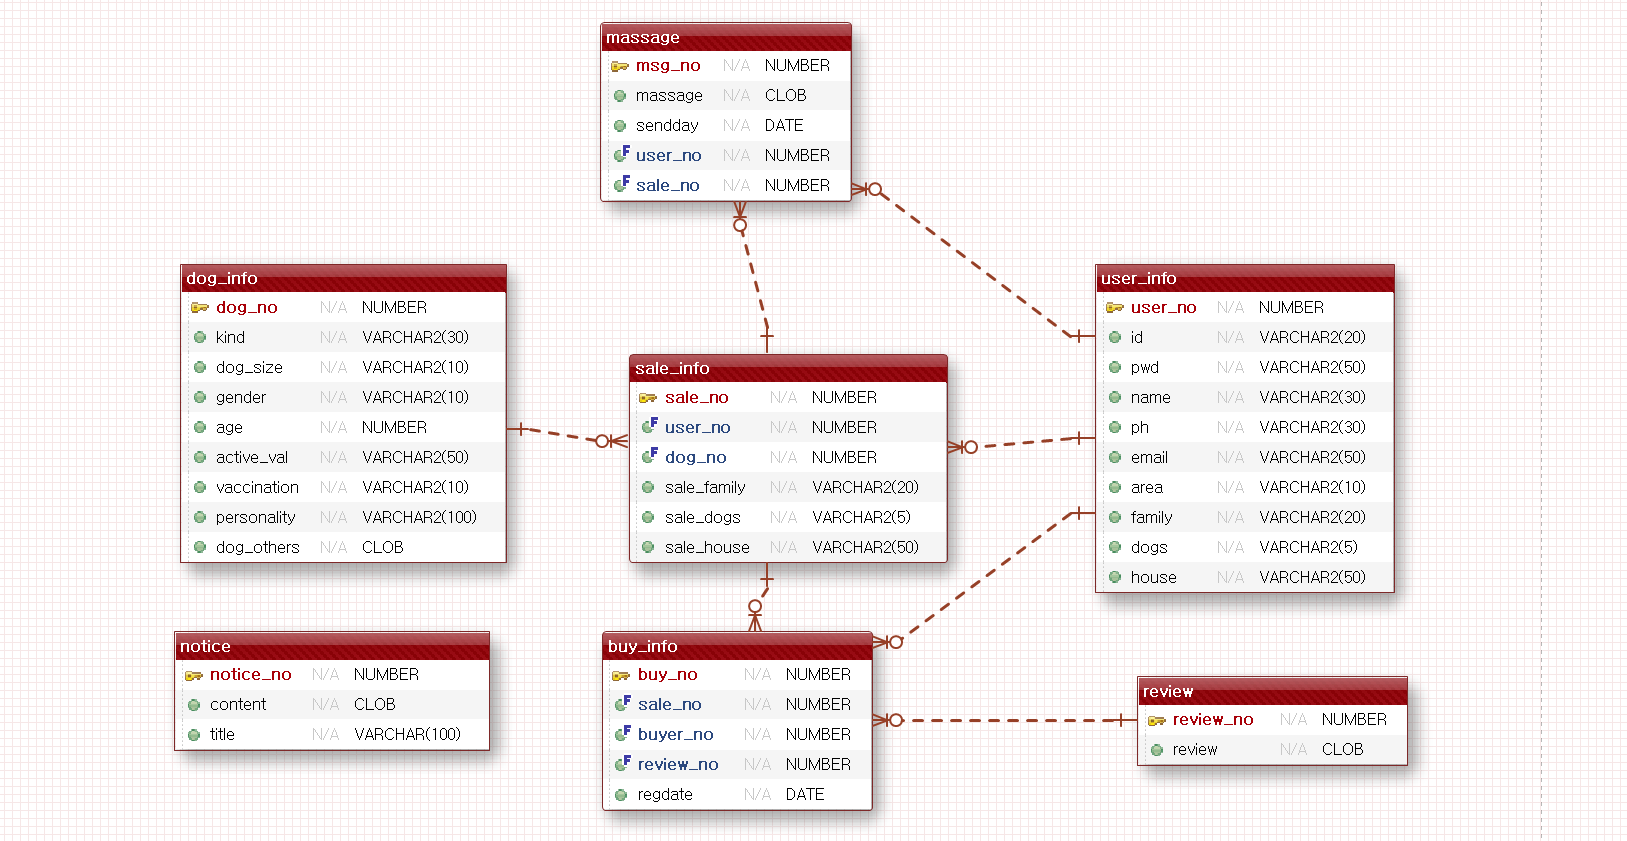 massage
msg_no N/A NUMBER
massage N/A CLOB
sendday N/A DATE
F user_no N/A NUMBER
F sale_no N/A NUMBER
dog_info
dog_no N/A NUMBER
kind N/A VARCHAR2(30)
dog_size N/A VARCHAR2(10)
gender N/A VARCHAR2(10)
age N/A NUMBER
active_val N/A VARCHAR2(50)
vaccination N/A VARCHAR2(10)
personality N/A VARCHAR2(100)
dog_others N/A CLOB
sale_info
sale_no N/A NUMBER
F user_no N/A NUMBER
F dog_no N/A NUMBER
sale_family N/A VARCHAR2(20)
sale_dogs N/A VARCHAR2(5)
sale_house N/A VARCHAR2(50)
user_info
user_no N/A NUMBER
id N/A VARCHAR2(20)
pwd N/A VARCHAR2(50)
name N/A VARCHAR2(30)
ph N/A VARCHAR2(30)
email N/A VARCHAR2(50)
area N/A VARCHAR2(10)
family N/A VARCHAR2(20)
dogs N/A VARCHAR2(5)
house N/A VARCHAR2(50)
notice
notice_no N/A NUMBER
content N/A CLOB
title N/A VARCHAR(100)
buy_info
buy_no N/A NUMBER
F sale_no N/A NUMBER
F buyer_no N/A NUMBER
F review_no N/A NUMBER
regdate N/A DATE
review
review_no N/A NUMBER
review N/A CLOB